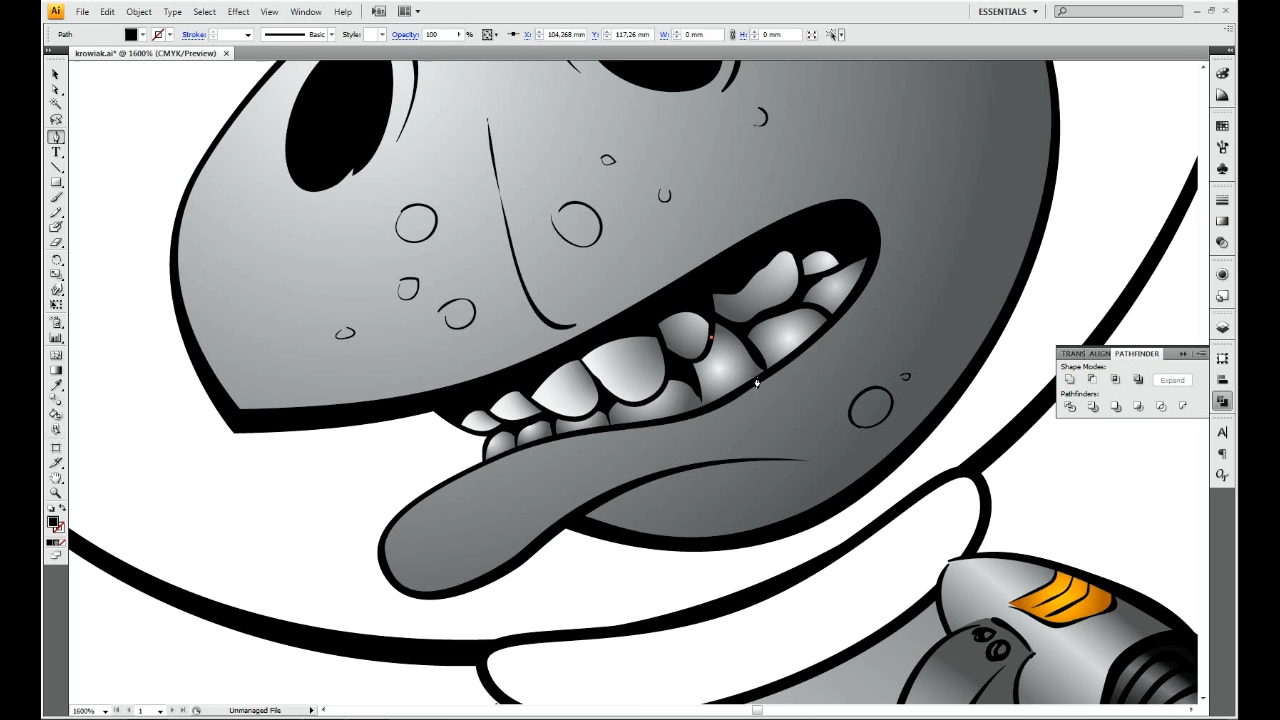 Ai File Edit Object Type Select Effect View Window Help Br ESSENTIALS
Path Stroke: Basic Style: Opacity: 100 % X: 104,268 mm Y: 117,26 mm W: 0 mm H: 0 mm
krowiak.ai* @ 1600% (CMYK/Preview)
TRANS ALIGN PATHFINDER
Shape Modes:
Expand
Pathfinders:
1600% 1 Unmanaged File